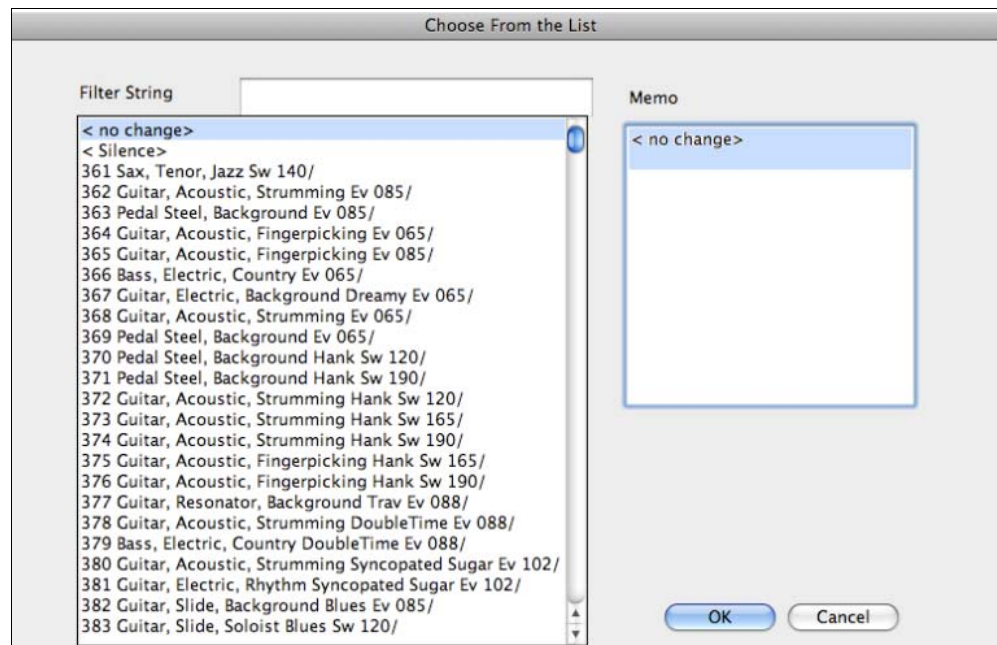 Choose From the List
Filter String
< no change>
< Silence>
361 Sax, Tenor, Jazz Sw 140/
362 Guitar, Acoustic, Strumming Ev 085/
363 Pedal Steel, Background Ev 085/
364 Guitar, Acoustic, Fingerpicking Ev 065/
365 Guitar, Acoustic, Fingerpicking Ev 085/
366 Bass, Electric, Country Ev 065/
367 Guitar, Electric, Background Dreamy Ev 065/
368 Guitar, Acoustic, Strumming Ev 065/
369 Pedal Steel, Background Ev 065/
370 Pedal Steel, Background Hank Sw 120/
371 Pedal Steel, Background Hank Sw 190/
372 Guitar, Acoustic, Strumming Hank Sw 120/
373 Guitar, Acoustic, Strumming Hank Sw 165/
374 Guitar, Acoustic, Strumming Hank Sw 190/
375 Guitar, Acoustic, Fingerpicking Hank Sw 165/
376 Guitar, Acoustic, Fingerpicking Hank Sw 190/
377 Guitar, Resonator, Background Trav Ev 088/
378 Guitar, Acoustic, Strumming DoubleTime Ev 088/
379 Bass, Electric, Country DoubleTime Ev 088/
380 Guitar, Acoustic, Strumming Syncopated Sugar Ev 102/
381 Guitar, Electric, Rhythm Syncopated Sugar Ev 102/
382 Guitar, Slide, Background Blues Ev 085/
383 Guitar, Slide, Soloist Blues Sw 120/
Memo
< no change>
OK
Cancel